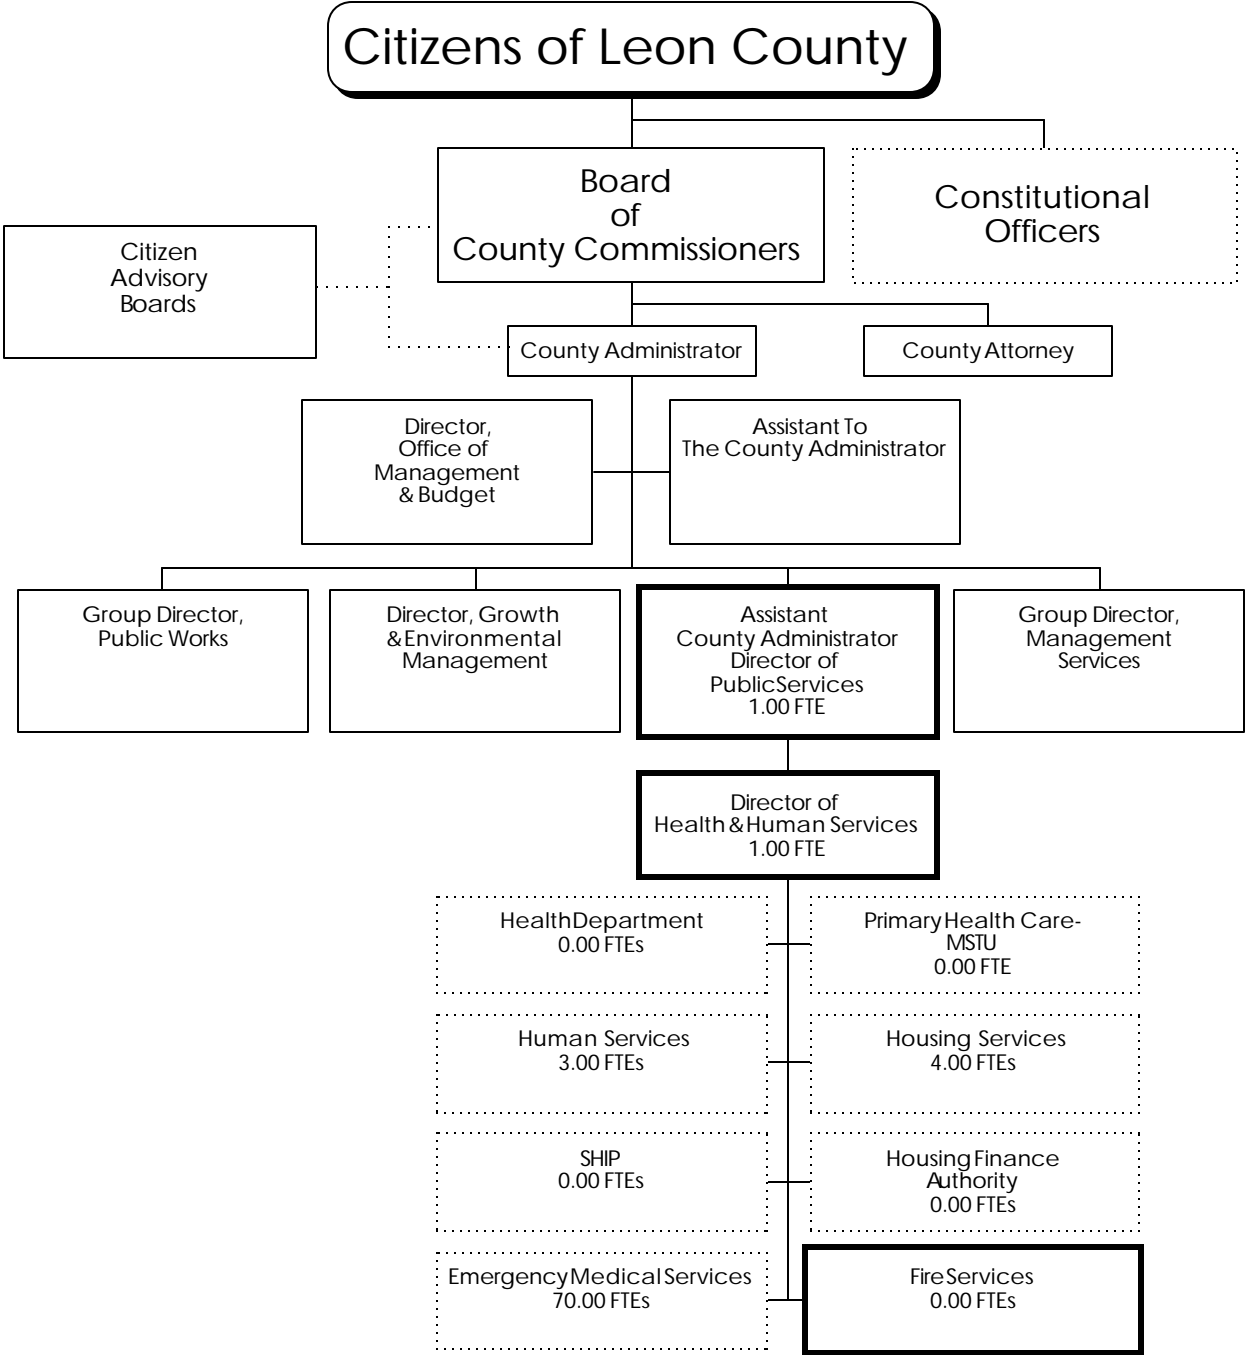 Citizens of Leon County
Board
of
County Commissioners
Constitutional
Officers
Citizen
Advisory
Boards
County Administrator
County Attorney
Director,
Office of
Management
& Budget
Assistant To
The County Administrator
Group Director,
Public Works
Director, Growth
& Environmental
Management
Assistant
County Administrator
Director of
Public Services
1.00 FTE
Group Director,
Management
Services
Director of
Health & Human Services
1.00 FTE
Health Department
0.00 FTEs
Primary Health Care-
MSTU
0.00 FTE
Human Services
3.00 FTEs
Housing Services
4.00 FTEs
SHIP
0.00 FTEs
Housing Finance
Authority
0.00 FTEs
Emergency Medical Services
70.00 FTEs
Fire Services
0.00 FTEs